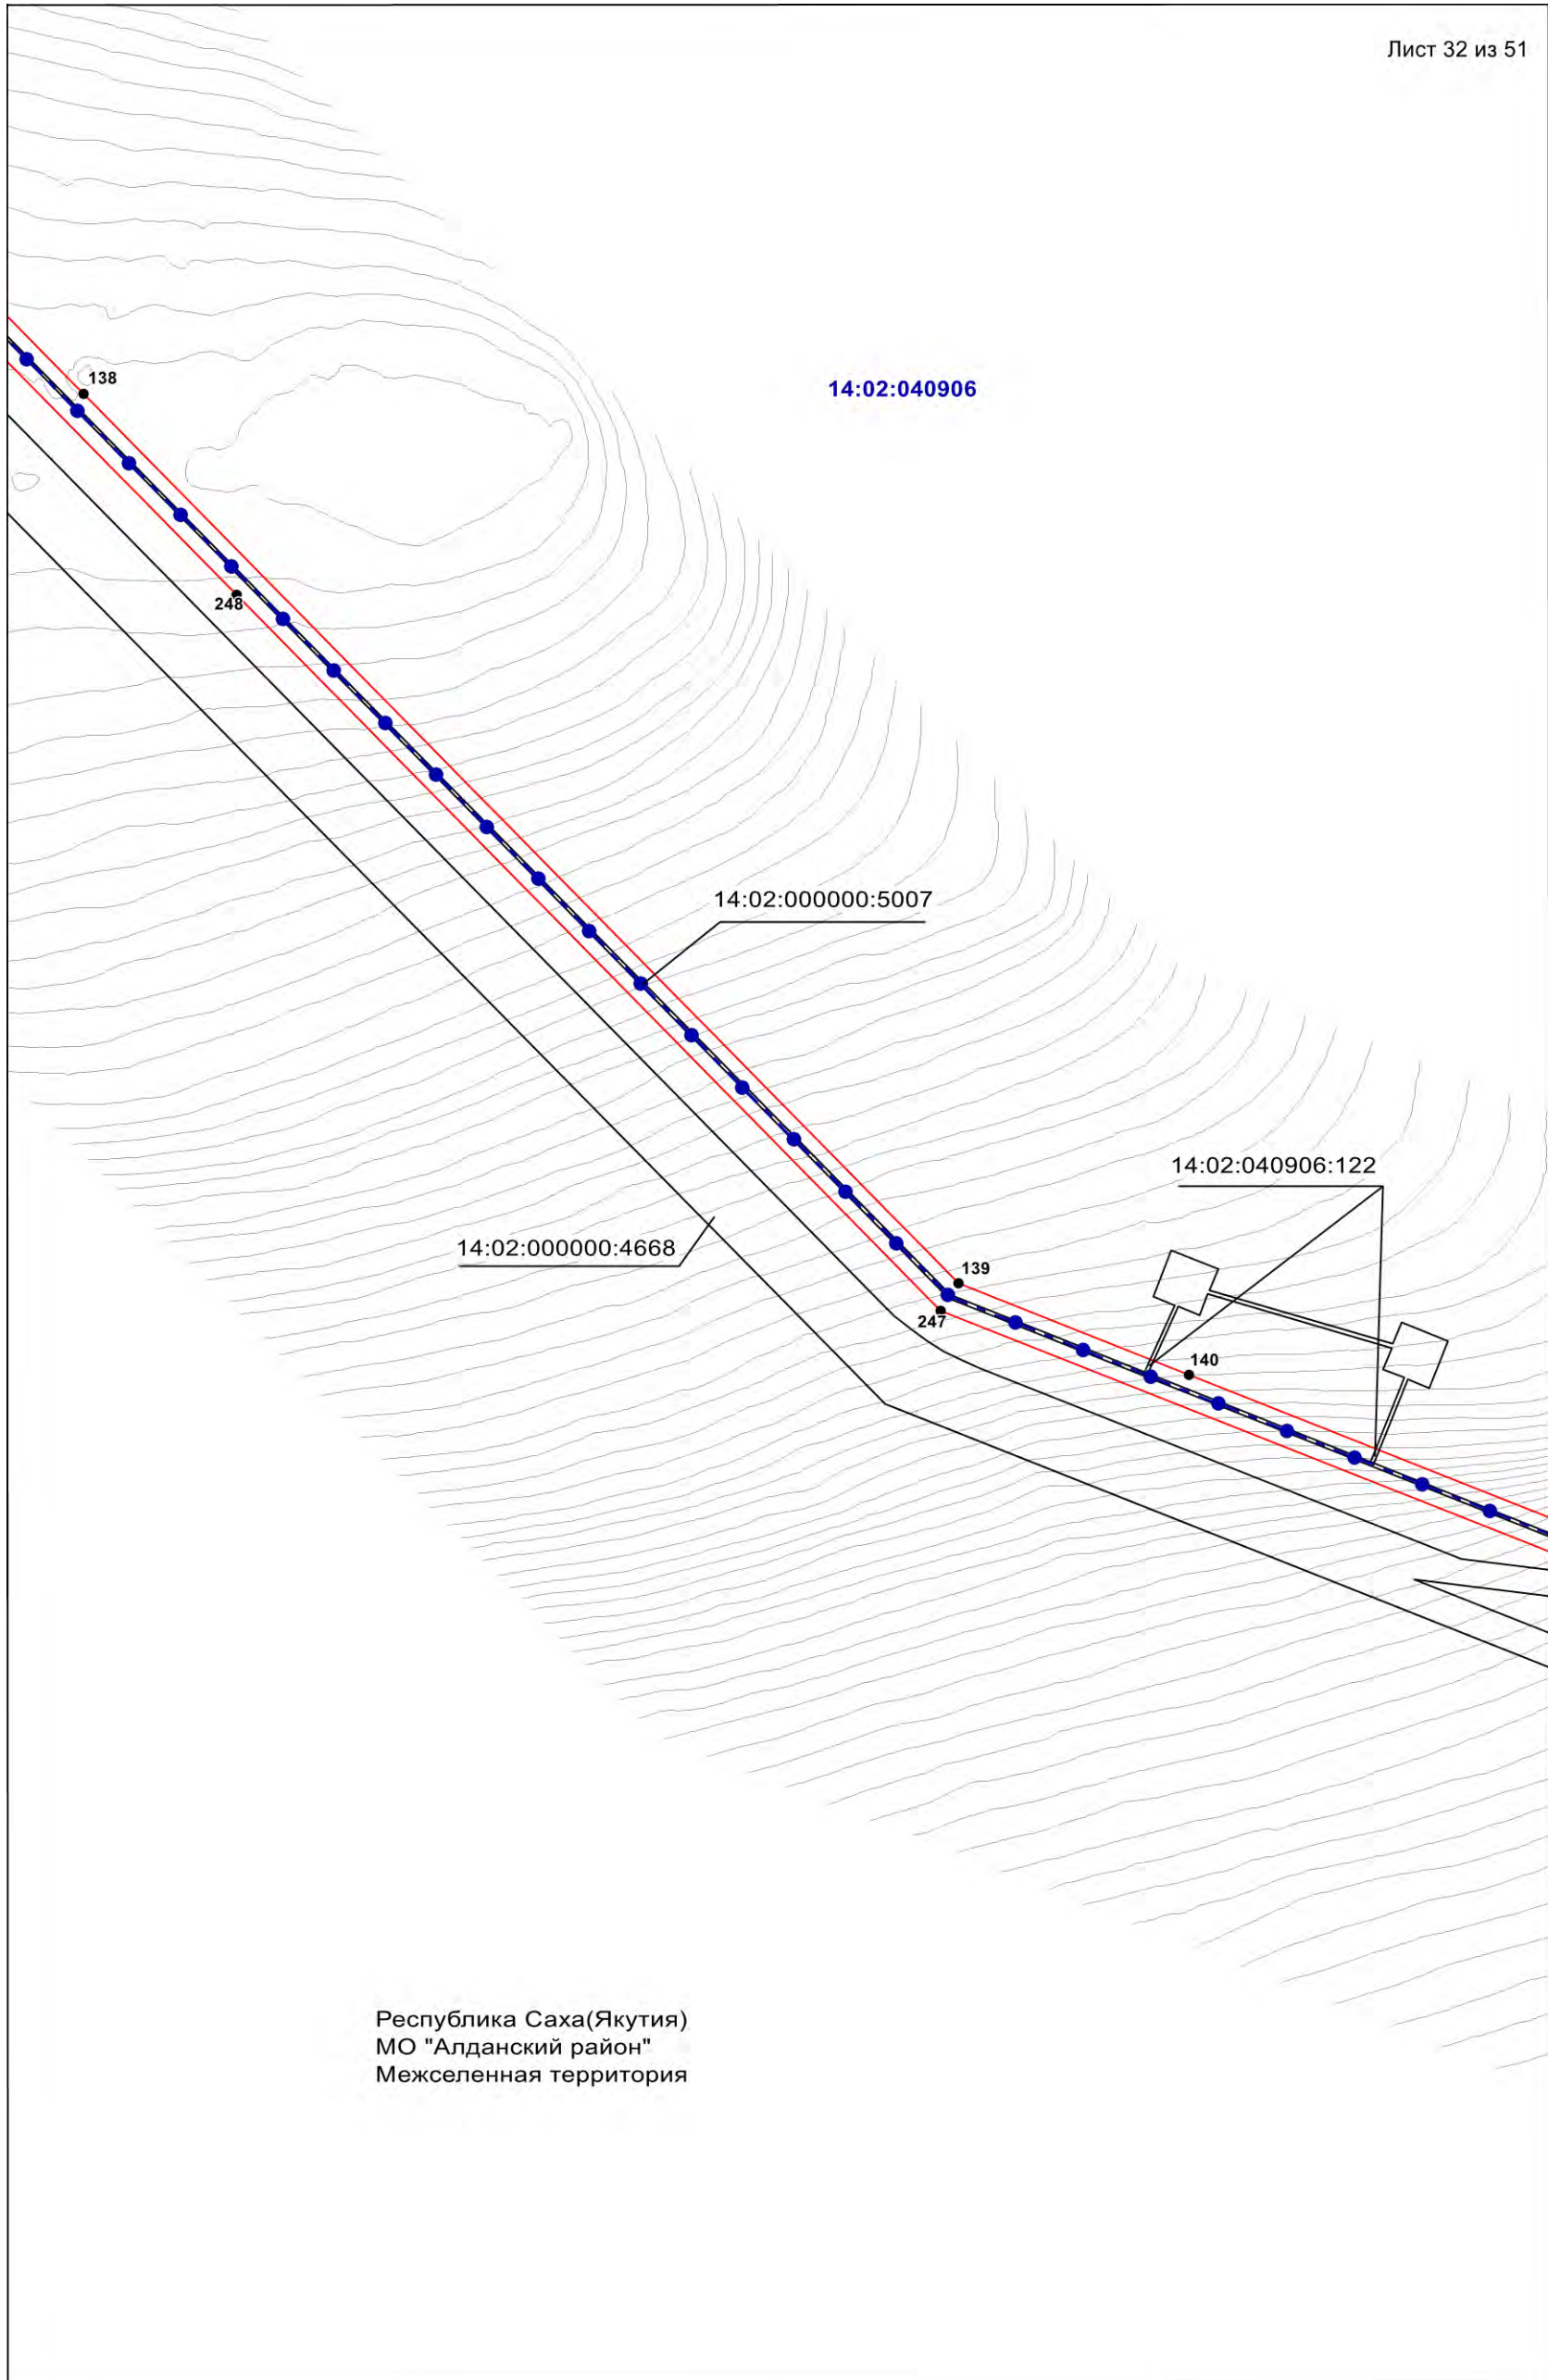 Лист 32 из 51
138
14:02:040906
248
14:02:000000:5007
14:02:040906:122
14:02:000000:4668
139
247
140
Республика Саха(Якутия)
МО "Алданский район"
Межселенная территория